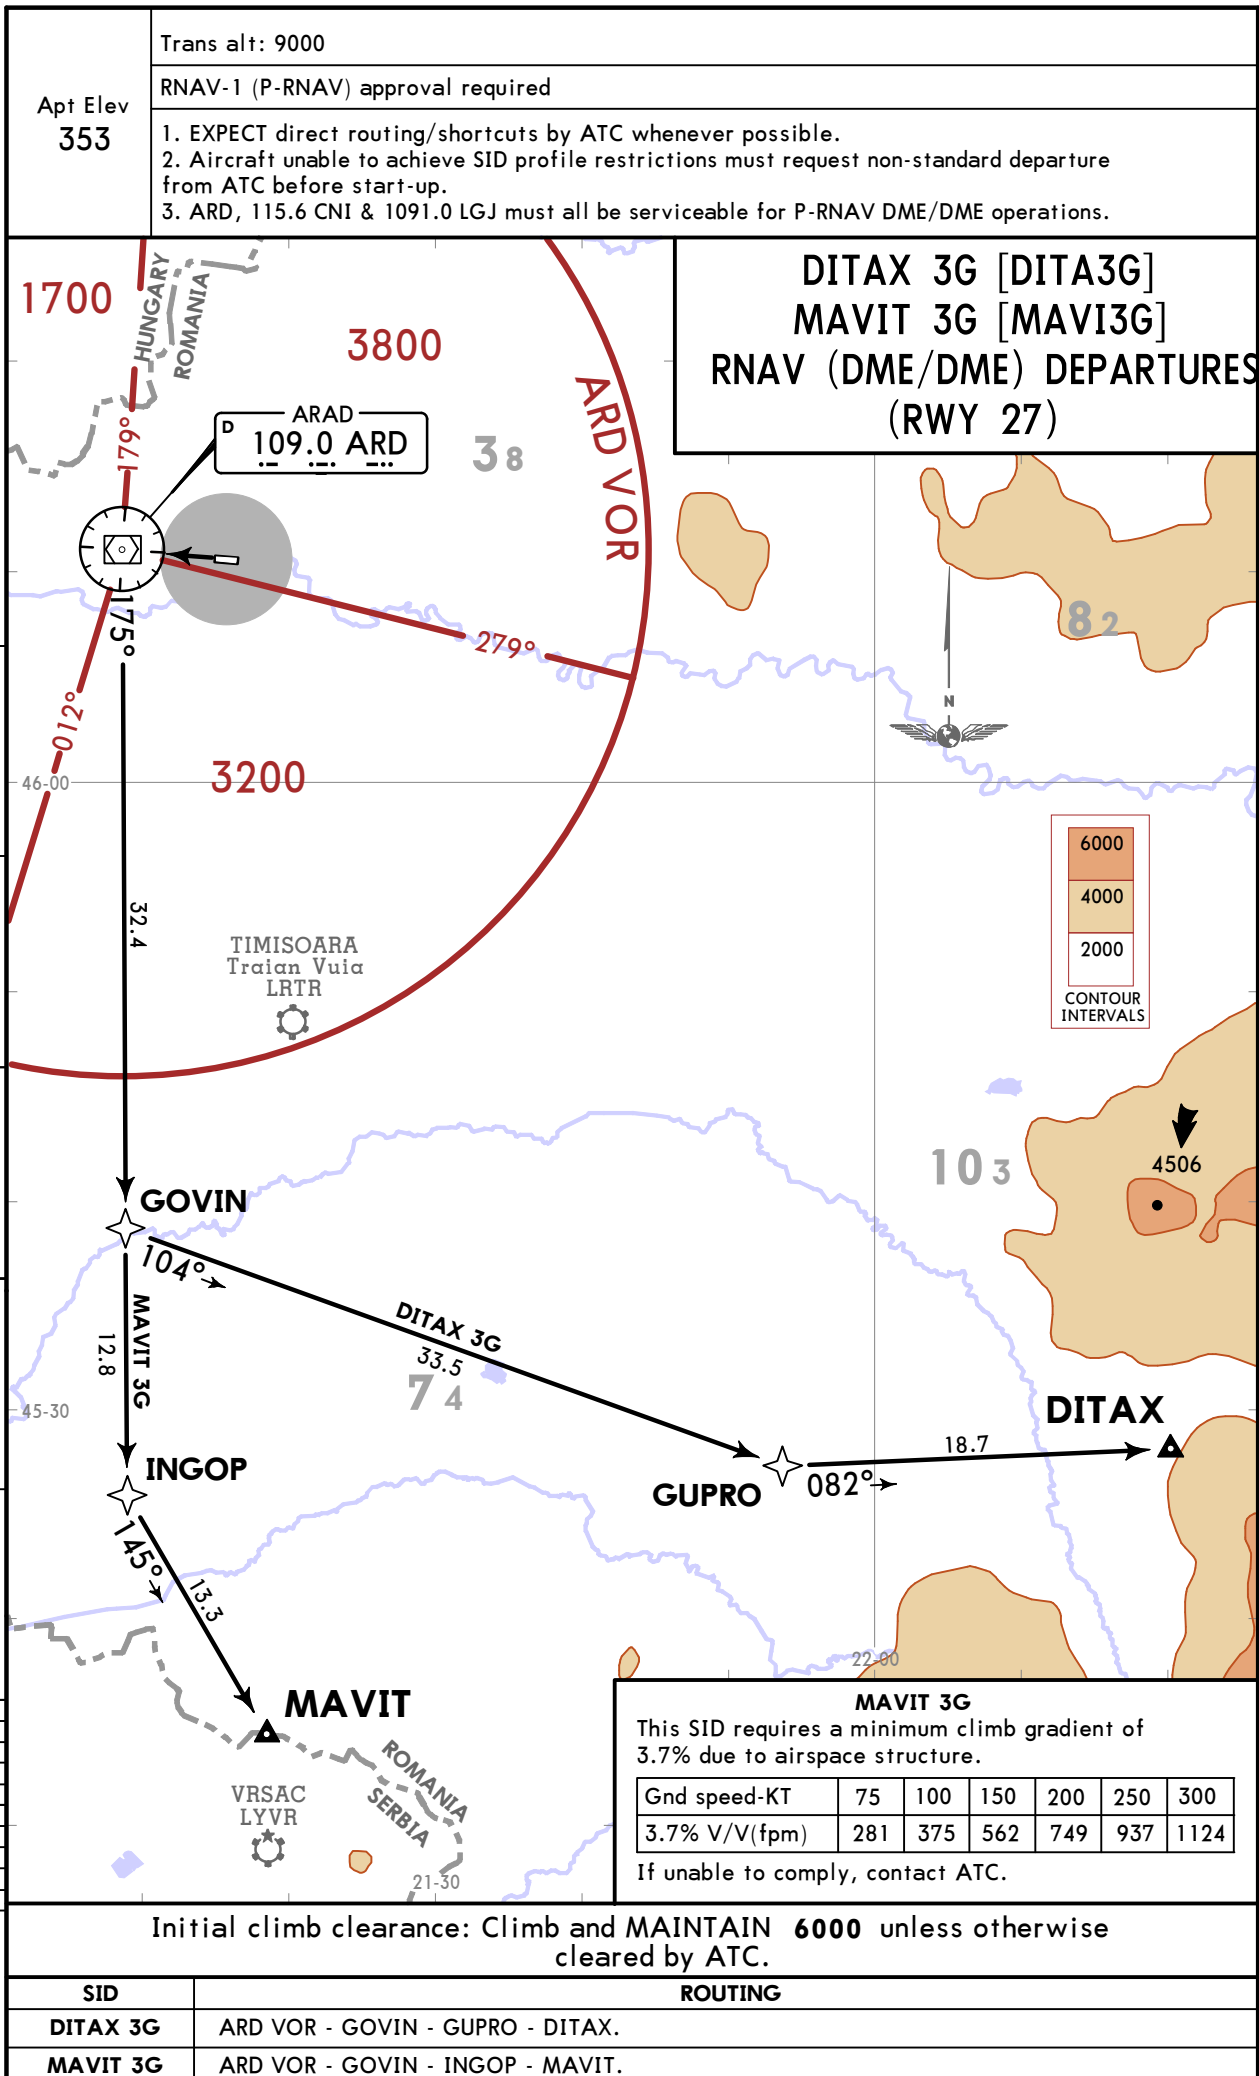 Apt Elev
353
Trans alt: 9000
RNAV-1 (P-RNAV) approval required
1. EXPECT direct routing/shortcuts by ATC whenever possible.
2. Aircraft unable to achieve SID profile restrictions must request non-standard departure
from ATC before start-up.
3. ARD, 115.6 CNI & 1091.0 LGJ must all be serviceable for P-RNAV DME/DME operations.
DITAX 3G [DITA3G]
MAVIT 3G [MAVI3G]
RNAV (DME/DME) DEPARTURES
(RWY 27)
1700
HUNGARY
ROMANIA
3800
ARD VOR
179°
ARAD
D
109.0 ARD
38
82
175°
279°
012°
N
46-00
3200
6000
4000
2000
CONTOUR
INTERVALS
32.4
TIMISOARA
Traian Vuia
LRTR
103
4506
GOVIN
104°
MAVIT 3G
12.8
DITAX 3G
33.5
74
45-30
DITAX
18.7
INGOP
GUPRO
082°
145°
13.3
22-00
MAVIT
ROMANIA
SERBIA
VRSAC
LYVR
21-30
MAVIT 3G
This SID requires a minimum climb gradient of
3.7% due to airspace structure.
Gnd speed-KT 75 100 150 200 250 300
3.7% V/V(fpm) 281 375 562 749 937 1124
If unable to comply, contact ATC.
Initial climb clearance: Climb and MAINTAIN 6000 unless otherwise
cleared by ATC.
SID ROUTING
DITAX 3G ARD VOR - GOVIN - GUPRO - DITAX.
MAVIT 3G ARD VOR - GOVIN - INGOP - MAVIT.